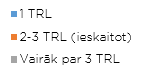 1 TRL
2-3 TRL (ieskaitot)
Vairāk par 3 TRL